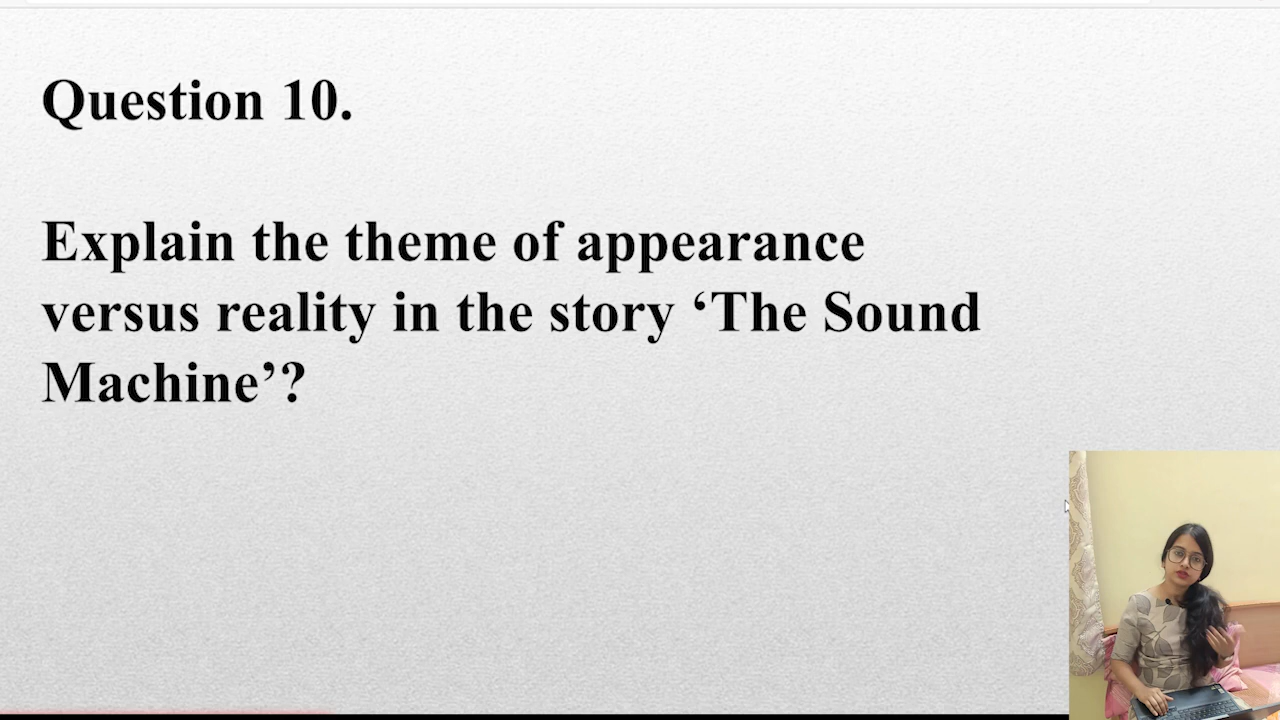 Question 10.
Explain the theme of appearance
versus reality in the story ‘The Sound
Machine’?